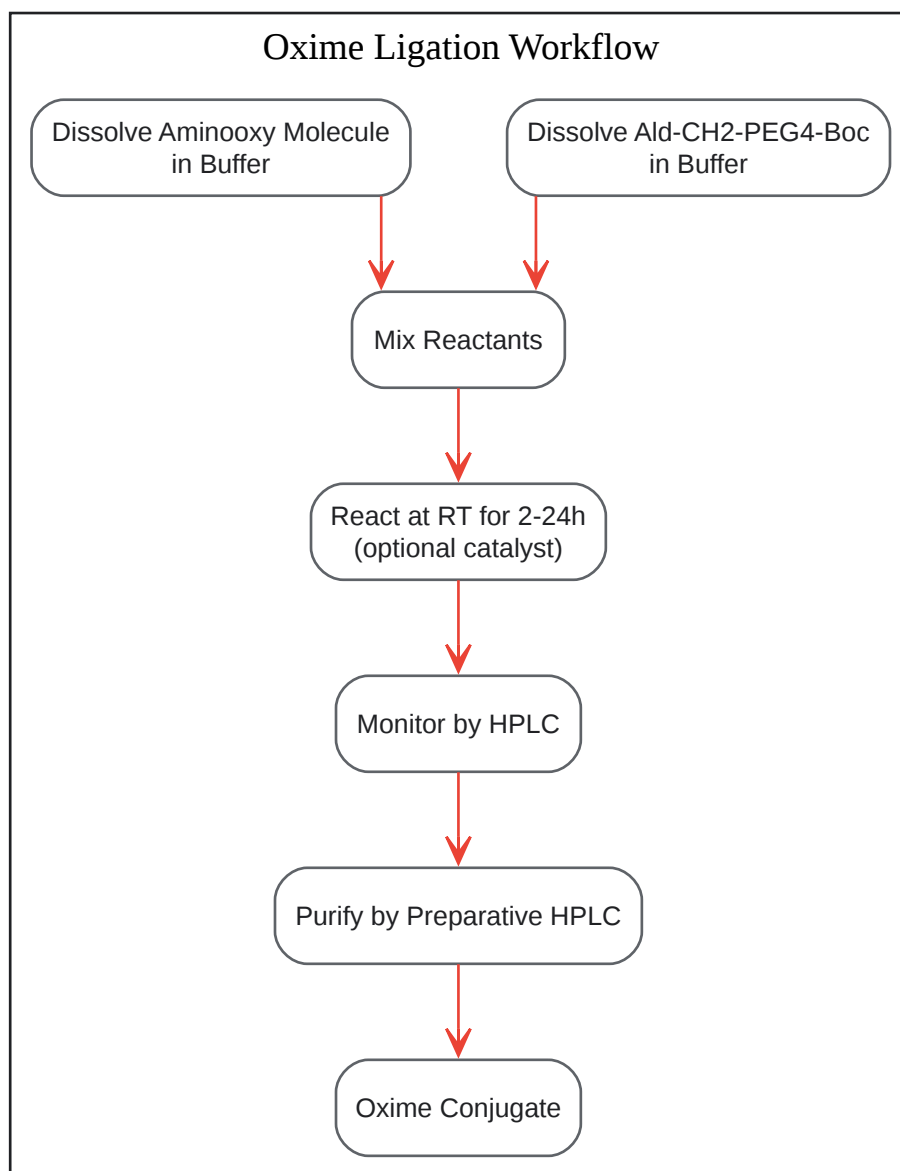 Oxime Ligation Workflow
Dissolve Aminooxy Molecule
in Buffer
Dissolve Ald-CH2-PEG4-Boc
in Buffer
Mix Reactants
React at RT for 2-24h
(optional catalyst)
Monitor by HPLC
Purify by Preparative HPLC
Oxime Conjugate